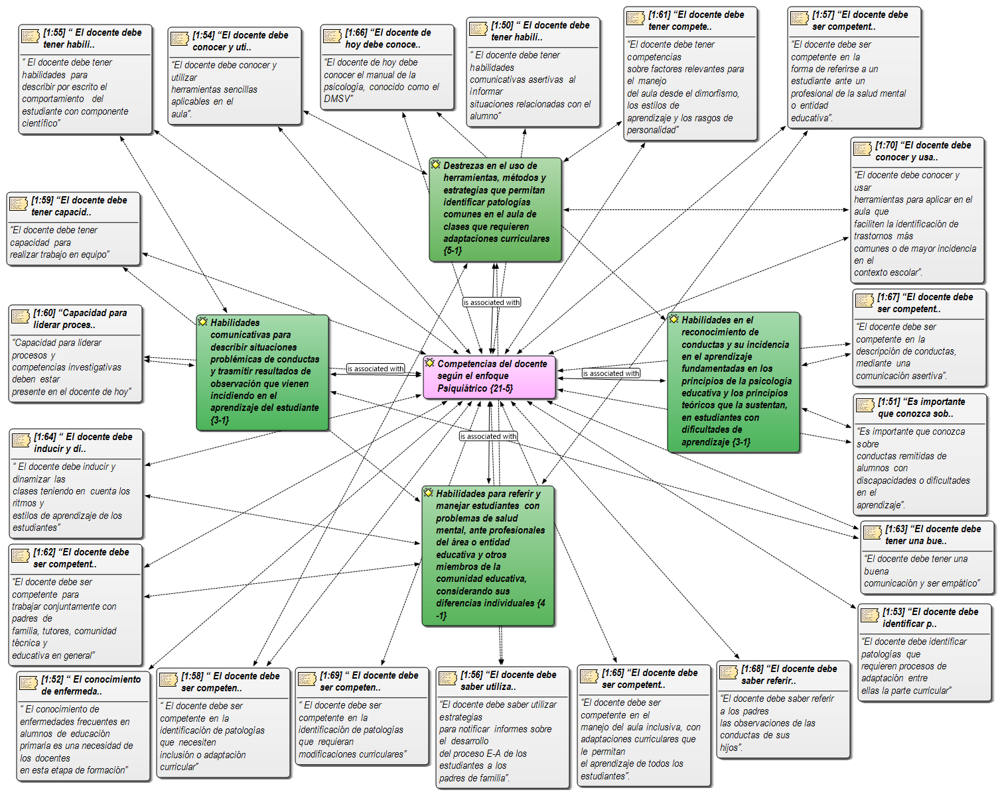 [1:55] “ El docente debe
tener habili..
“ El docente debe tener
habilidades para
describir por escrito el
comportamiento del
estudiante con componente
científico”
[1:54] “El docente debe
conocer y uti..
“El docente debe conocer y
utilizar
herramientas sencillas
aplicables en el
aula”.
[1:66] “El docente de
hoy debe conoce..
“El docente de hoy debe
conocer el manual de la
psicología, conocido como el
DMSV”
[1:50] “ El docente debe
tener habili..
“ El docente debe tener
habilidades
comunicativas asertivas al
informar
situaciones relacionadas con el
alumno”
[1:61] “El docente debe
tener compete..
“El docente debe tener
competencias
sobre factores relevantes para
el manejo
del aula desde el dimorfismo,
los estilos de
aprendizaje y los rasgos de
personalidad”
[1:57] “El docente debe
ser competent..
“El docente debe ser
competente en la
forma de referirse a un
estudiante ante un
profesional de la salud mental
o entidad
educativa”.
[1:70] “El docente debe
conocer y usa..
“El docente debe conocer y
usar
herramientas para aplicar en el
aula que
faciliten la identificación de
trastornos más
comunes o de mayor incidencia
en el
contexto escolar”.
Destrezas en el uso de
herramientas, métodos y
estrategias que permitan
identificar patologías
comunes en el aula de
clases que requieren
adaptaciones curriculares
{5-1}
[1:59] “El docente debe
tener capacid..
“El docente debe tener
capacidad para
realizar trabajo en equipo”
is associated with
[1:60] “Capacidad para
liderar proces..
“Capacidad para liderar
procesos y
competencias investigativas
deben estar
presente en el docente de hoy”
Habilidades
comunicativas para
describir situaciones
problémicas de conductas
y trasmitir resultados de
observación que vienen
incidiendo en el
aprendizaje del estudiante
{3-1}
is associated with
Competencias del docente
según el enfoque
Psiquiátrico {21-5}
is associated with
Habilidades en el
reconocimiento de
conductas y su incidencia
en el aprendizaje
fundamentadas en los
principios de la psicología
educativa y los principios
teóricos que la sustentan,
en estudiantes con
dificultades de
aprendizaje {3-1}
[1:67] “El docente debe
ser competent..
“El docente debe ser
competente en la
descripción de conductas,
mediante una
comunicación asertiva”.
[1:51] “Es importante
que conozca sob..
“Es importante que conozca
sobre
conductas remitidas de
alumnos con
discapacidades o dificultades
en el
aprendizaje”.
is associated with
[1:64] “ El docente debe
inducir y di..
“ El docente debe inducir y
dinamizar las
clases teniendo en cuenta los
ritmos y
estilos de aprendizaje de los
estudiantes”
Habilidades para referir y
manejar estudiantes con
problemas de salud
mental, ante profesionales
del área o entidad
educativa y otros
miembros de la
comunidad educativa,
considerando sus
diferencias individuales {4
-1}
[1:63] “El docente debe
tener una bue..
“El docente debe tener una
buena
comunicación y ser empático”
[1:62] “El docente debe
ser competent..
“El docente debe ser
competente para
trabajar conjuntamente con
padres de
familia, tutores, comunidad
técnica y
educativa en general”
[1:53] “El docente debe
identificar p..
“El docente debe identificar
patologías que
requieren procesos de
adaptación entre
ellas la parte curricular”
[1:52] “ El conocimiento
de enfermeda..
“ El conocimiento de
enfermedades frecuentes en
alumnos de educación
primaria es una necesidad de
los docentes
en esta etapa de formación”
[1:58] “ El docente debe
ser competen..
“ El docente debe ser
competente en la
identificación de patologías
que necesiten
inclusión o adaptación
curricular”
[1:69] “ El docente debe
ser competen..
“ El docente debe ser
competente en la
identificación de patologías
que requieran
modificaciones curriculares”
[1:56] “El docente debe
saber utiliza..
“El docente debe saber utilizar
estrategias
para notificar informes sobre
el desarrollo
del proceso E-A de los
estudiantes a los
padres de familia”.
[1:65] “El docente debe
ser competent..
“El docente debe ser
competente en el
manejo del aula inclusiva, con
adaptaciones curriculares que
le permitan
el aprendizaje de todos los
estudiantes”.
[1:68] “El docente debe
saber referir..
“El docente debe saber referir
a los padres
las observaciones de las
conductas de sus
hijos”.